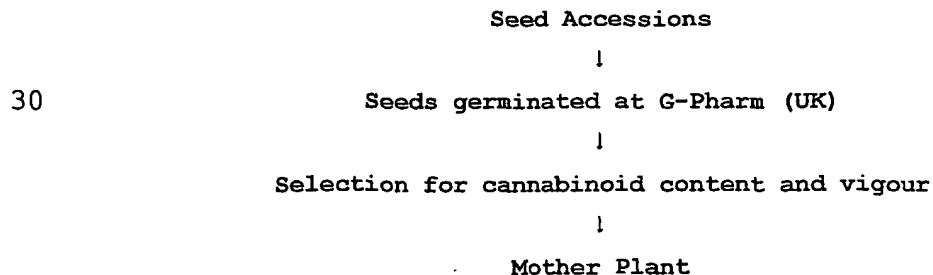 Seed Accessions
↓
30 Seeds germinated at G-Pharm (UK)
↓
Selection for cannabinoid content and vigour
↓
Mother Plant